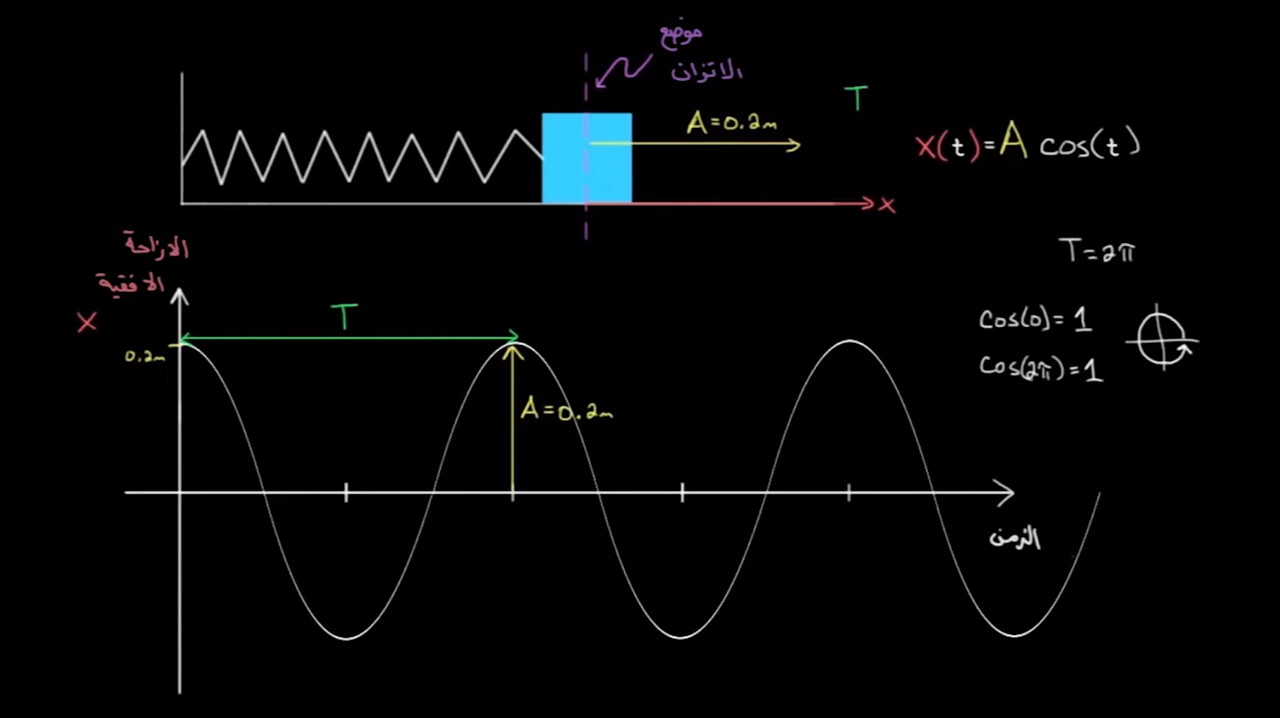 موضع
الاتزان
A=0.2m
T
x(t)=A cos(t)
x
الازاحة
الافقية
x
T=2π
T
cos(0)=1
0.2m
cos(2π)=1
A=0.2m
الزمن